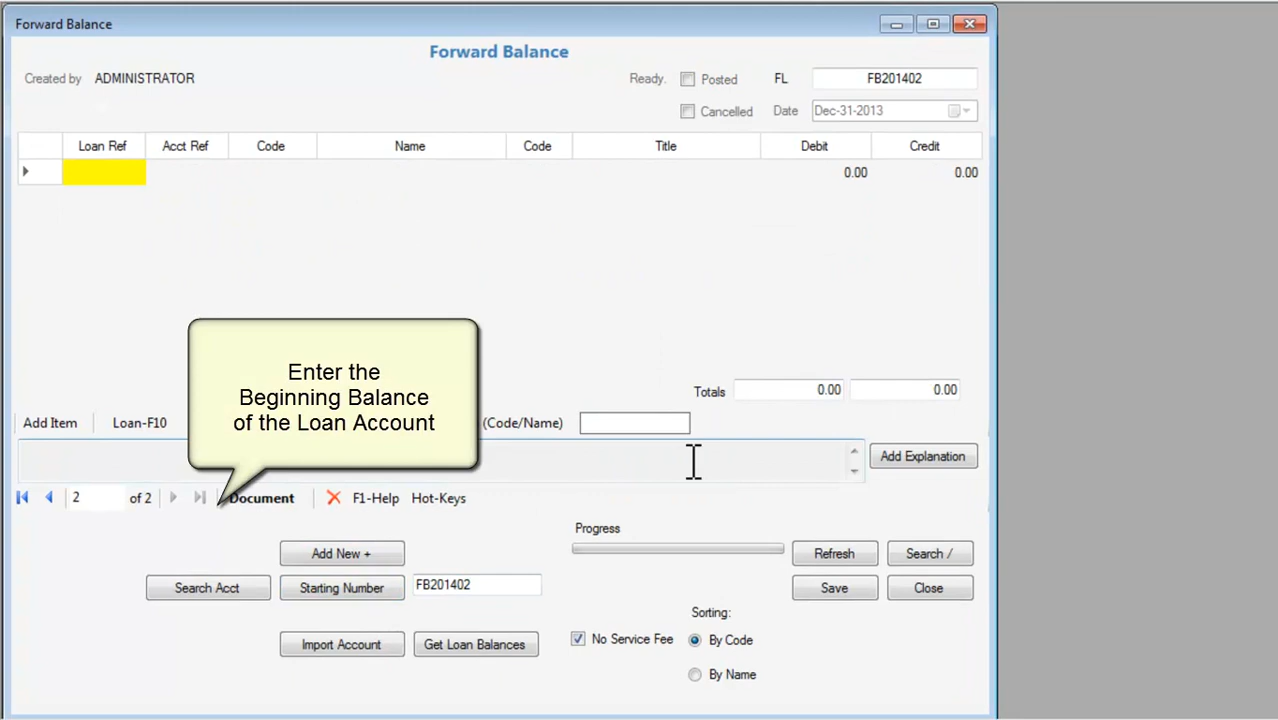 Forward Balance
Forward Balance
Created by ADMINISTRATOR Ready. Posted FL FB201402
Cancelled Date Dec-31-2013
Loan Ref Acct Ref Code Name Code Title Debit Credit
0.00 0.00
Enter the
Beginning Balance
of the Loan Account
Totals 0.00 0.00
Add Item Loan-F10 (Code/Name)
Add Explanation
2 of 2 Document F1-Help Hot-Keys
Progress
Add New + Refresh Search /
Search Acct Starting Number FB201402 Save Close
Sorting:
Import Account Get Loan Balances No Service Fee By Code
By Name